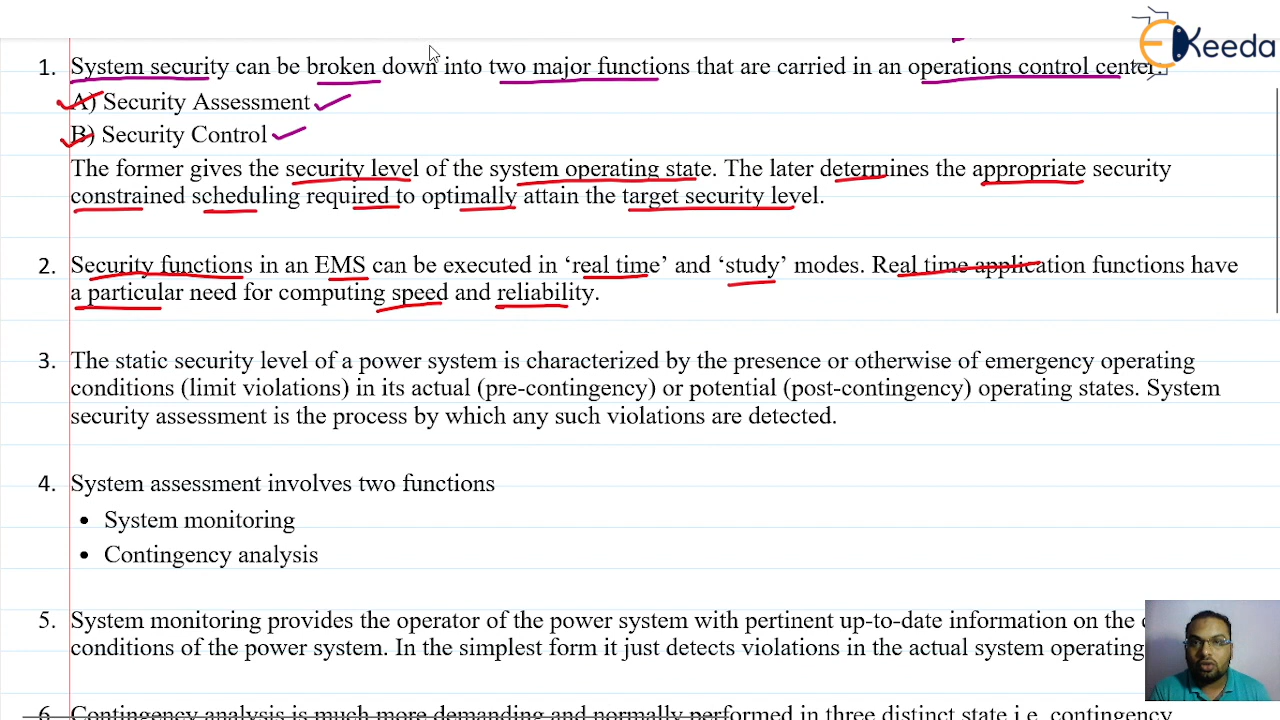 EKeeda
1. System security can be broken down into two major functions that are carried in an operations control center.
A) Security Assessment
B) Security Control
The former gives the security level of the system operating state. The later determines the appropriate security
constrained scheduling required to optimally attain the target security level.
2. Security functions in an EMS can be executed in ‘real time’ and ‘study’ modes. Real time application functions have
a particular need for computing speed and reliability.
3. The static security level of a power system is characterized by the presence or otherwise of emergency operating
conditions (limit violations) in its actual (pre-contingency) or potential (post-contingency) operating states. System
security assessment is the process by which any such violations are detected.
4. System assessment involves two functions
• System monitoring
• Contingency analysis
5. System monitoring provides the operator of the power system with pertinent up-to-date information on the
conditions of the power system. In the simplest form it just detects violations in the actual system operating
6. Contingency analysis is much more demanding and normally performed in three distinct state i.e. contingency